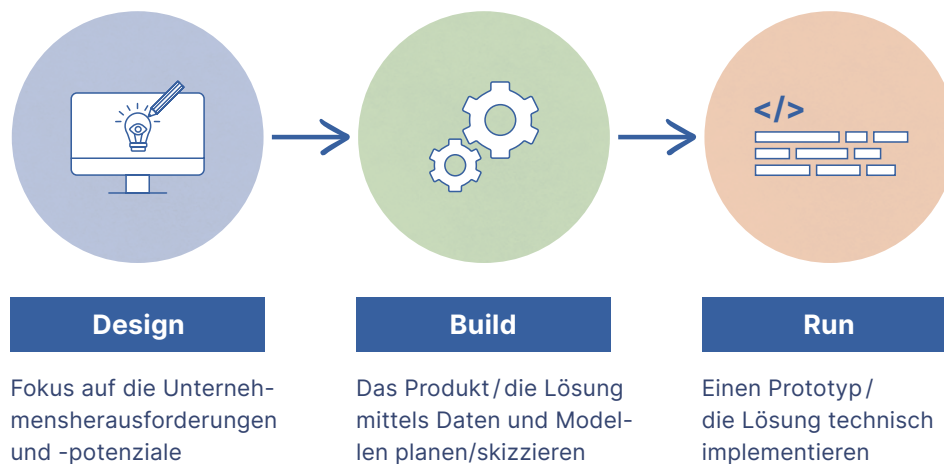 </>
Design
Build
Run
Fokus auf die Unterneh-
mensherausforderungen
und -potenziale
Das Produkt/die Lösung
mittels Daten und Model-
len planen/skizzieren
Einen Prototyp/
die Lösung technisch
implementieren